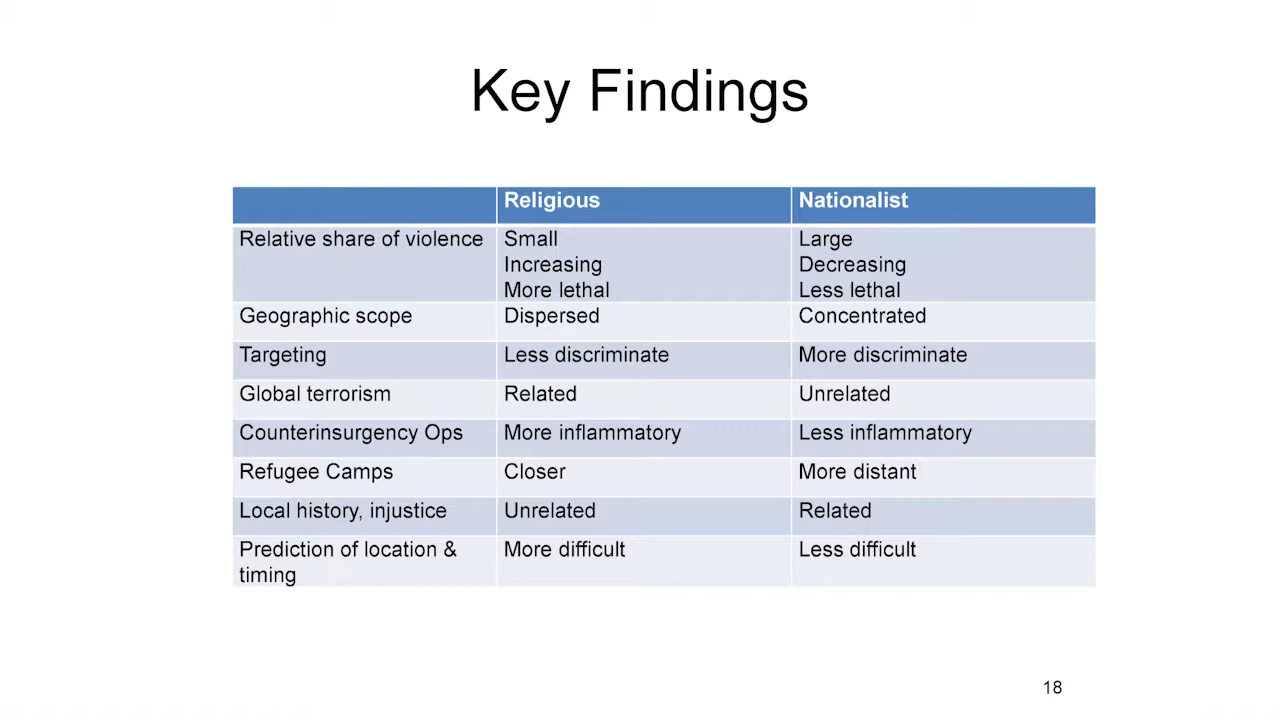 Key Findings
Religious Nationalist
Relative share of violence Small Large
Increasing Decreasing
More lethal Less lethal
Geographic scope Dispersed Concentrated
Targeting Less discriminate More discriminate
Global terrorism Related Unrelated
Counterinsurgency Ops More inflammatory Less inflammatory
Refugee Camps Closer More distant
Local history, injustice Unrelated Related
Prediction of location & More difficult Less difficult
timing
18